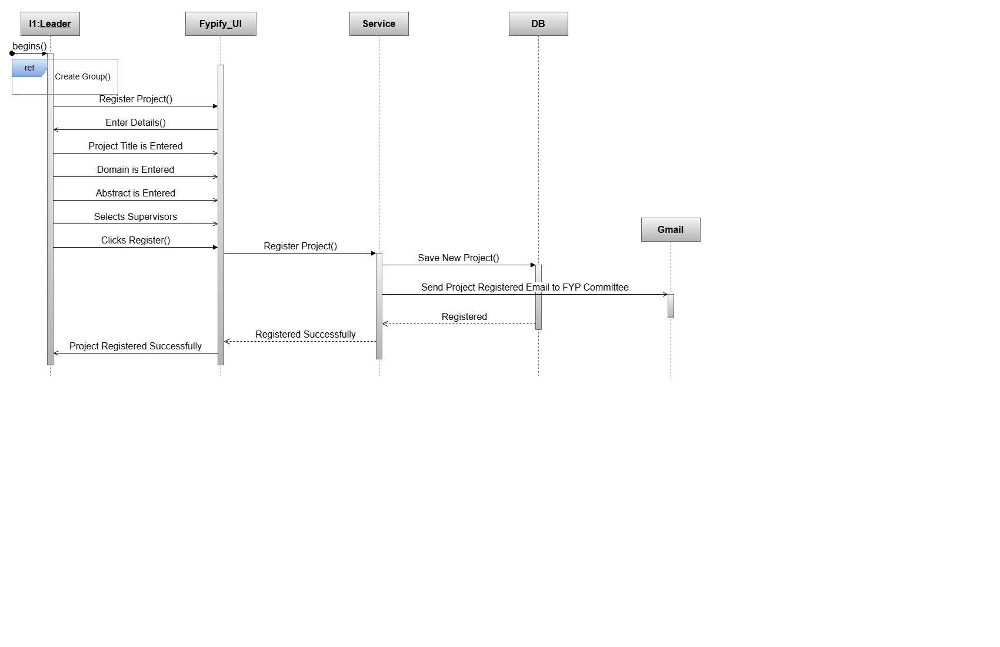 l1:Leader
Fypify_UI
Service
DB
begins()
ref
Create Group()
Register Project()
Enter Details()
Project Title is Entered
Domain is Entered
Abstract is Entered
Selects Supervisors
Gmail
Clicks Register()
Register Project()
Save New Project()
Send Project Registered Email to FYP Committee
Registered
Registered Successfully
Project Registered Successfully